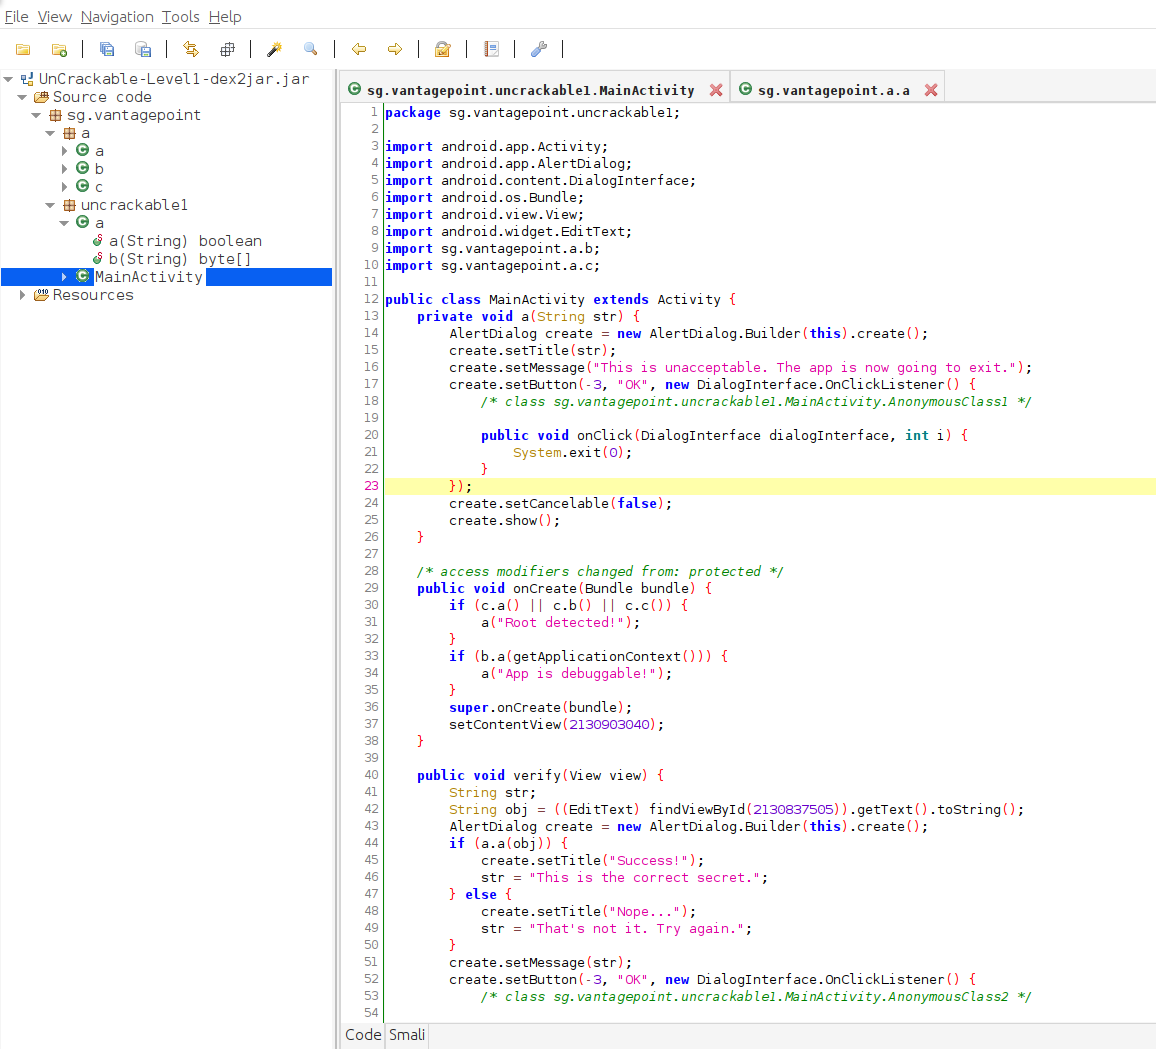 File View Navigation Tools Help
UnCrackable-Level1-dex2jar.jar
Source code
sg.vantagepoint
a
a
b
c
uncrackable1
a
a(String) boolean
b(String) byte[]
MainActivity
Resources
sg.vantagepoint.uncrackable1.MainActivity
sg.vantagepoint.a.a
1 package sg.vantagepoint.uncrackable1;
2
3 import android.app.Activity;
4 import android.app.AlertDialog;
5 import android.content.DialogInterface;
6 import android.os.Bundle;
7 import android.view.View;
8 import android.widget.EditText;
9 import sg.vantagepoint.a.b;
10 import sg.vantagepoint.a.c;
11
12 public class MainActivity extends Activity {
13     private void a(String str) {
14         AlertDialog create = new AlertDialog.Builder(this).create();
15         create.setTitle(str);
16         create.setMessage("This is unacceptable. The app is now going to exit.");
17         create.setButton(-3, "OK", new DialogInterface.OnClickListener() {
18             /* class sg.vantagepoint.uncrackable1.MainActivity.AnonymousClass1 */
19
20             public void onClick(DialogInterface dialogInterface, int i) {
21                 System.exit(0);
22             }
23         });
24         create.setCancelable(false);
25         create.show();
26     }
27
28     /* access modifiers changed from: protected */
29     public void onCreate(Bundle bundle) {
30         if (c.a() || c.b() || c.c()) {
31             a("Root detected!");
32         }
33         if (b.a(getApplicationContext())) {
34             a("App is debuggable!");
35         }
36         super.onCreate(bundle);
37         setContentView(2130903040);
38     }
39
40     public void verify(View view) {
41         String str;
42         String obj = ((EditText) findViewById(2130837505)).getText().toString();
43         AlertDialog create = new AlertDialog.Builder(this).create();
44         if (a.a(obj)) {
45             create.setTitle("Success!");
46             str = "This is the correct secret.";
47         } else {
48             create.setTitle("Nope...");
49             str = "That's not it. Try again.";
50         }
51         create.setMessage(str);
52         create.setButton(-3, "OK", new DialogInterface.OnClickListener() {
53             /* class sg.vantagepoint.uncrackable1.MainActivity.AnonymousClass2 */
54
Code Smali